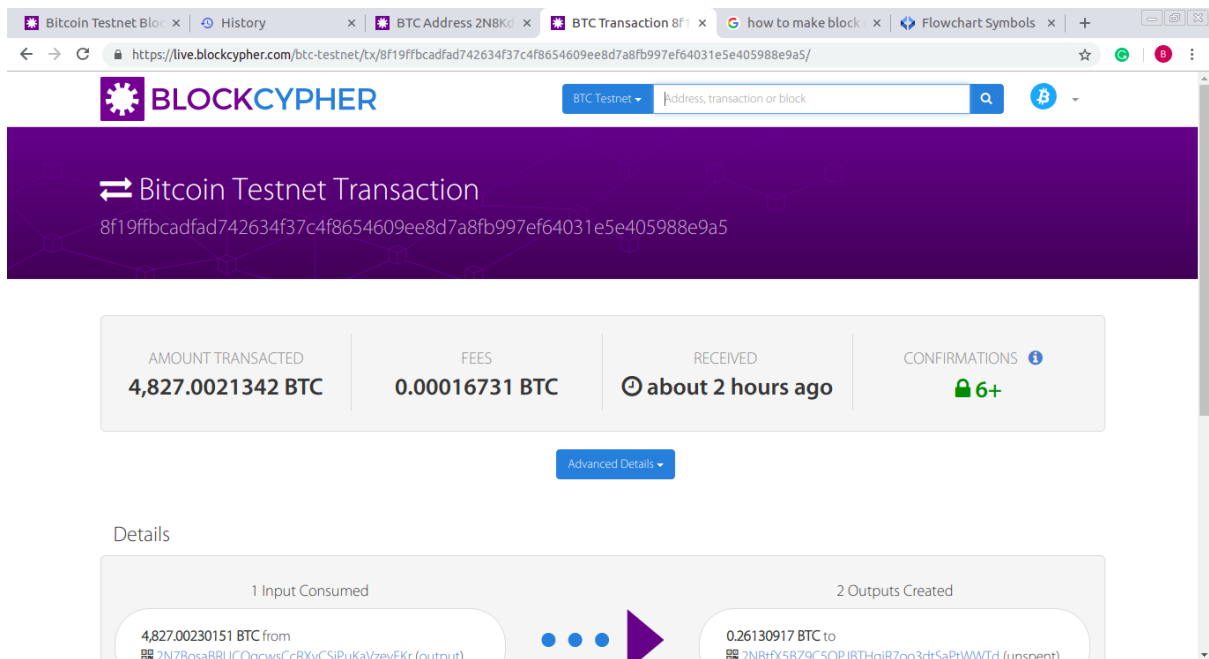 Bitcoin Testnet Bloc
History
BTC Address 2N8Kd
BTC Transaction 8f1
how to make block
Flowchart Symbols
https://live.blockcypher.com/btc-testnet/tx/8f19ffbcadfad742634f37c4f8654609ee8d7a8fb997ef64031e5e405988e9a5/
B
BLOCKCYPHER
BTC Testnet
Address, transaction or block
Bitcoin Testnet Transaction
8f19ffbcadfad742634f37c4f8654609ee8d7a8fb997ef64031e5e405988e9a5
AMOUNT TRANSACTED
FEES
RECEIVED
CONFIRMATIONS
4,827.0021342 BTC
0.00016731 BTC
about 2 hours ago
6+
Advanced Details
Details
1 Input Consumed
2 Outputs Created
4,827.00230151 BTC from
0.26130917 BTC to
(output)
(unspent)